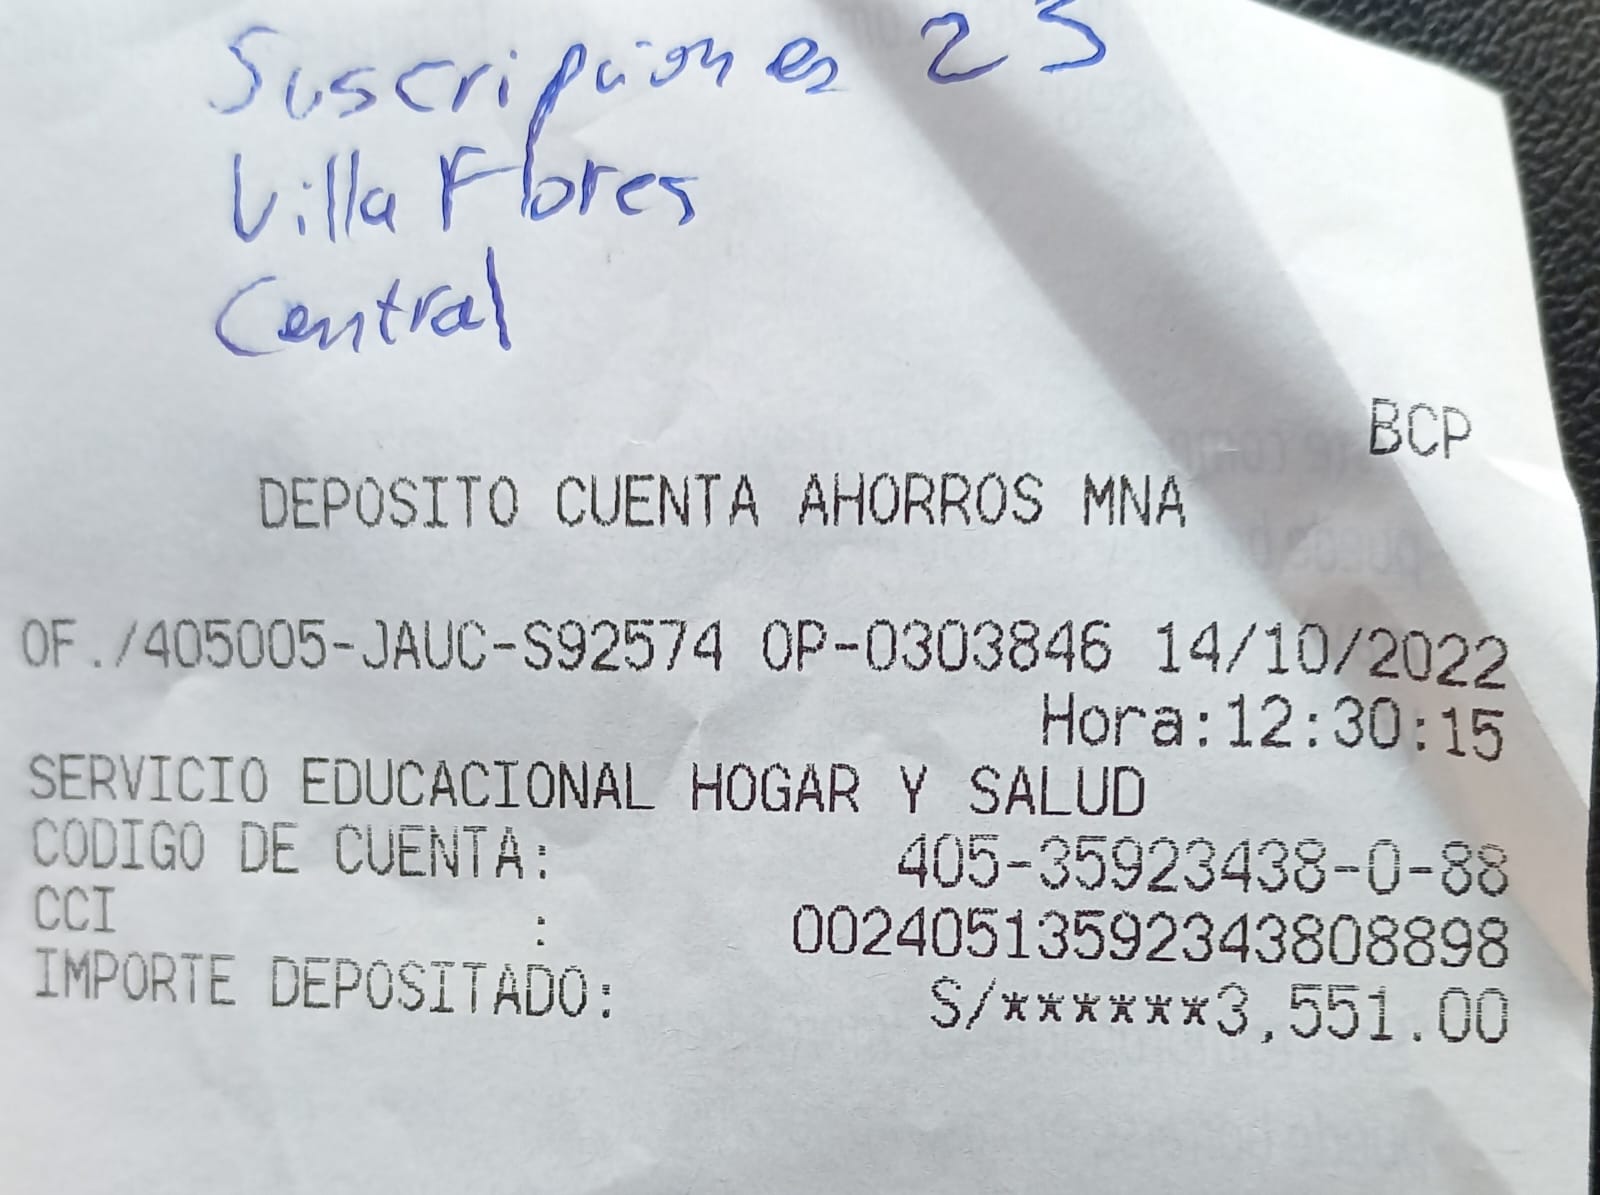 Suscripciones 23
Villa Flores
Central
BCP
DEPOSITO CUENTA AHORROS MNA
OF./405005-JAUC-S92574 OP-0303846 14/10/2022
Hora:12:30:15
SERVICIO EDUCACIONAL HOGAR Y SALUD
CODIGO DE CUENTA: 405-35923438-0-88
CCI : 00240513592343808898
IMPORTE DEPOSITADO: S/******3,551.00